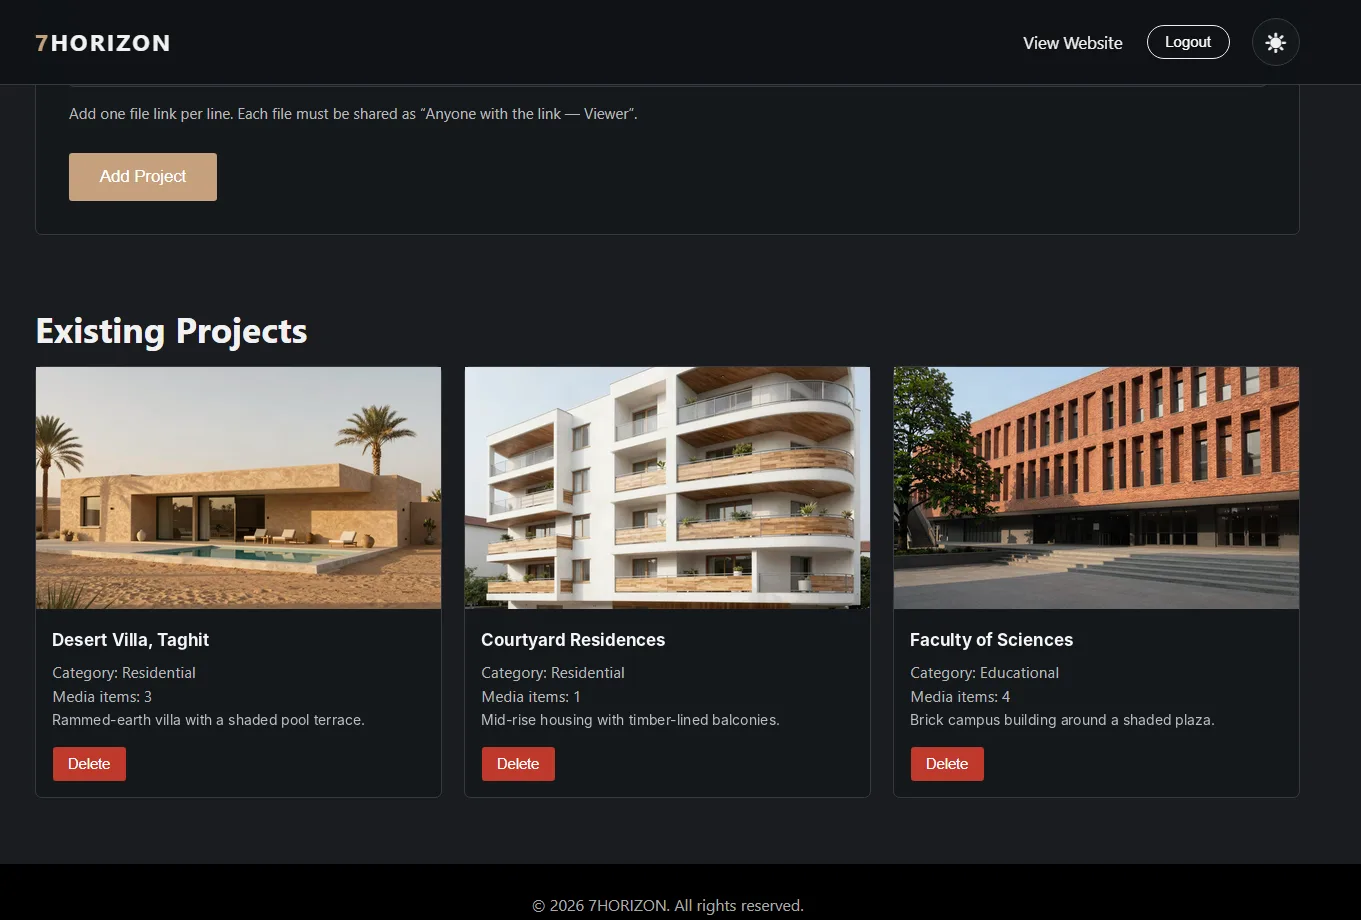 7HORIZON
View Website
Logout
Add one file link per line. Each file must be shared as “Anyone with the link — Viewer”.
Add Project
Existing Projects
Desert Villa, Taghit
Category: Residential
Media items: 3
Rammed-earth villa with a shaded pool terrace.
Delete
Courtyard Residences
Category: Residential
Media items: 1
Mid-rise housing with timber-lined balconies.
Delete
Faculty of Sciences
Category: Educational
Media items: 4
Brick campus building around a shaded plaza.
Delete
© 2026 7HORIZON. All rights reserved.